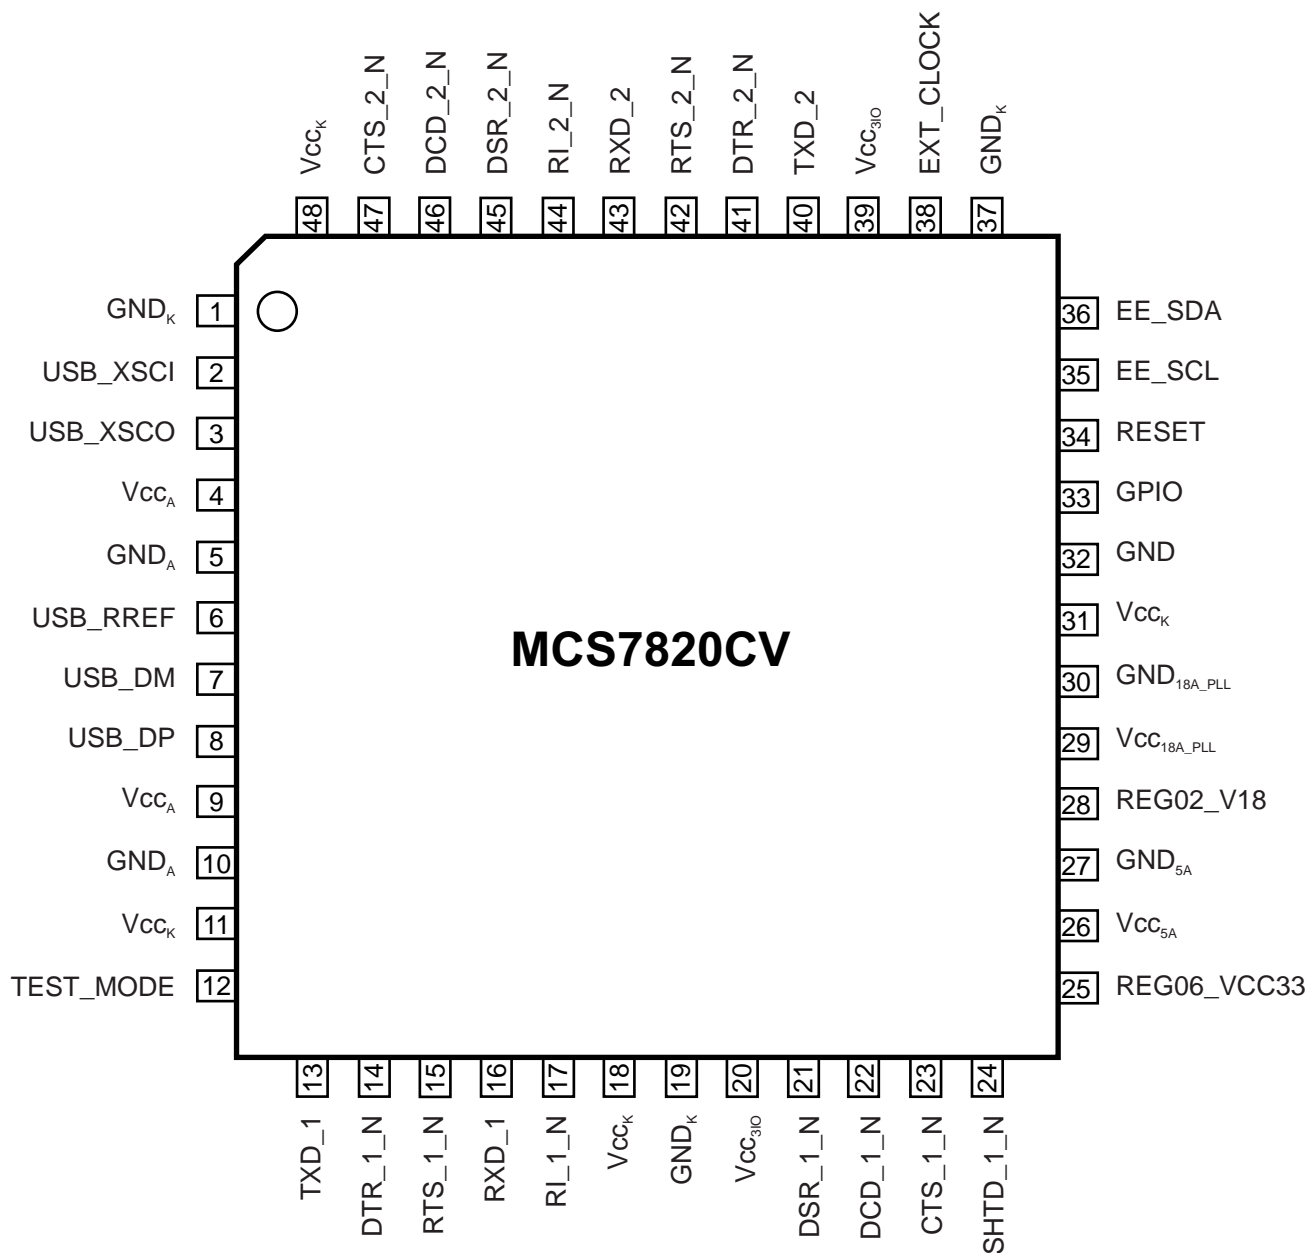 Vcc_K
CTS_2_N
DCD_2_N
DSR_2_N
RI_2_N
RXD_2
RTS_2_N
DTR_2_N
TXD_2
Vcc_3IO
EXT_CLOCK
GND_K
48
47
46
45
44
43
42
41
40
39
38
37
GND_K 1
USB_XSCI 2
USB_XSCO 3
Vcc_A 4
GND_A 5
USB_RREF 6
USB_DM 7
USB_DP 8
Vcc_A 9
GND_A 10
Vcc_K 11
TEST_MODE 12
MCS7820CV
36 EE_SDA
35 EE_SCL
34 RESET
33 GPIO
32 GND
31 Vcc_K
30 GND_18A_PLL
29 Vcc_18A_PLL
28 REG02_V18
27 GND_5A
26 Vcc_5A
25 REG06_VCC33
13
14
15
16
17
18
19
20
21
22
23
24
TXD_1
DTR_1_N
RTS_1_N
RXD_1
RI_1_N
Vcc_K
GND_K
Vcc_3IO
DSR_1_N
DCD_1_N
CTS_1_N
SHTD_1_N